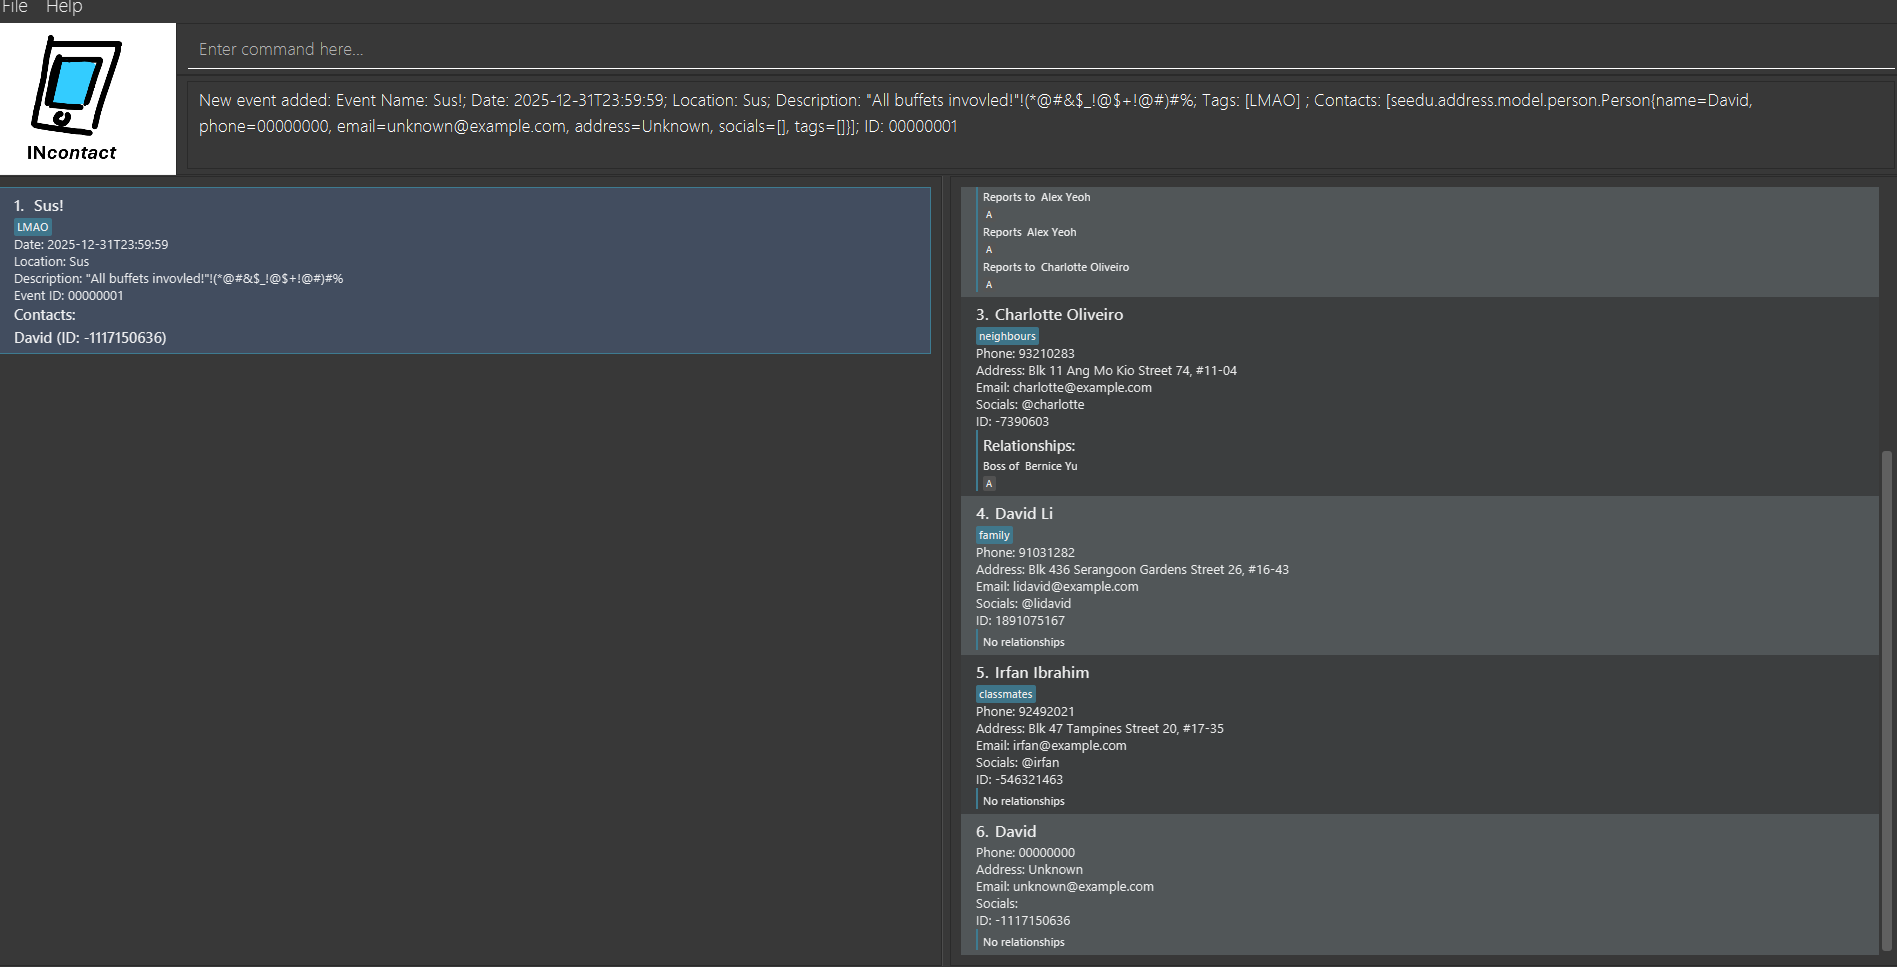 File Help
INcontact
Enter command here...
New event added: Event Name: Sus!; Date: 2025-12-31T23:59:59; Location: Sus; Description: "All buffets invovled!"!(*@#&$_!@$+!@#)#%; Tags: [LMAO] ; Contacts: [seedu.address.model.person.Person{name=David,
phone=00000000, email=unknown@example.com, address=Unknown, socials=[], tags=[]}]; ID: 00000001
1. Sus!
LMAO
Date: 2025-12-31T23:59:59
Location: Sus
Description: "All buffets invovled!"!(*@#&$_!@$+!@#)#%
Event ID: 00000001
Contacts:
David (ID: -1117150636)
Reports to Alex Yeoh
A
Reports Alex Yeoh
A
Reports to Charlotte Oliveiro
A
3. Charlotte Oliveiro
neighbours
Phone: 93210283
Address: Blk 11 Ang Mo Kio Street 74, #11-04
Email: charlotte@example.com
Socials: @charlotte
ID: -7390603
Relationships:
Boss of Bernice Yu
A
4. David Li
family
Phone: 91031282
Address: Blk 436 Serangoon Gardens Street 26, #16-43
Email: lidavid@example.com
Socials: @lidavid
ID: 1891075167
No relationships
5. Irfan Ibrahim
classmates
Phone: 92492021
Address: Blk 47 Tampines Street 20, #17-35
Email: irfan@example.com
Socials: @irfan
ID: -546321463
No relationships
6. David
Phone: 00000000
Address: Unknown
Email: unknown@example.com
Socials:
ID: -1117150636
No relationships